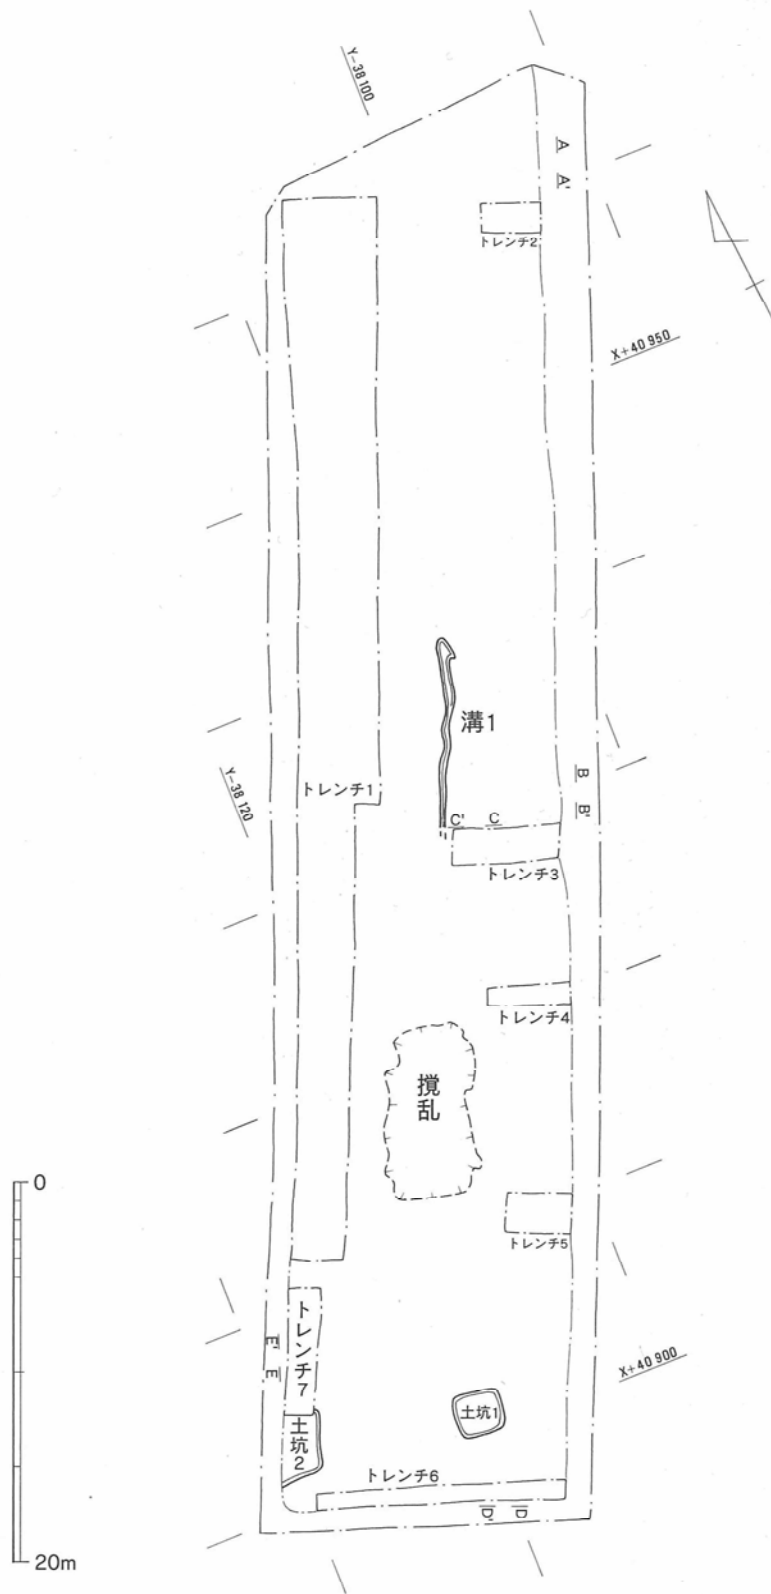 Y-38 100
A
A'
トレンチ2
X+40 950
溝1
B
B'
Y-38 120
トレンチ1
C' C
トレンチ3
トレンチ4
撹乱
0
トレンチ5
E'
E
トレンチ7
X+40 900
土坑1
土坑2
トレンチ6
D' D
20m